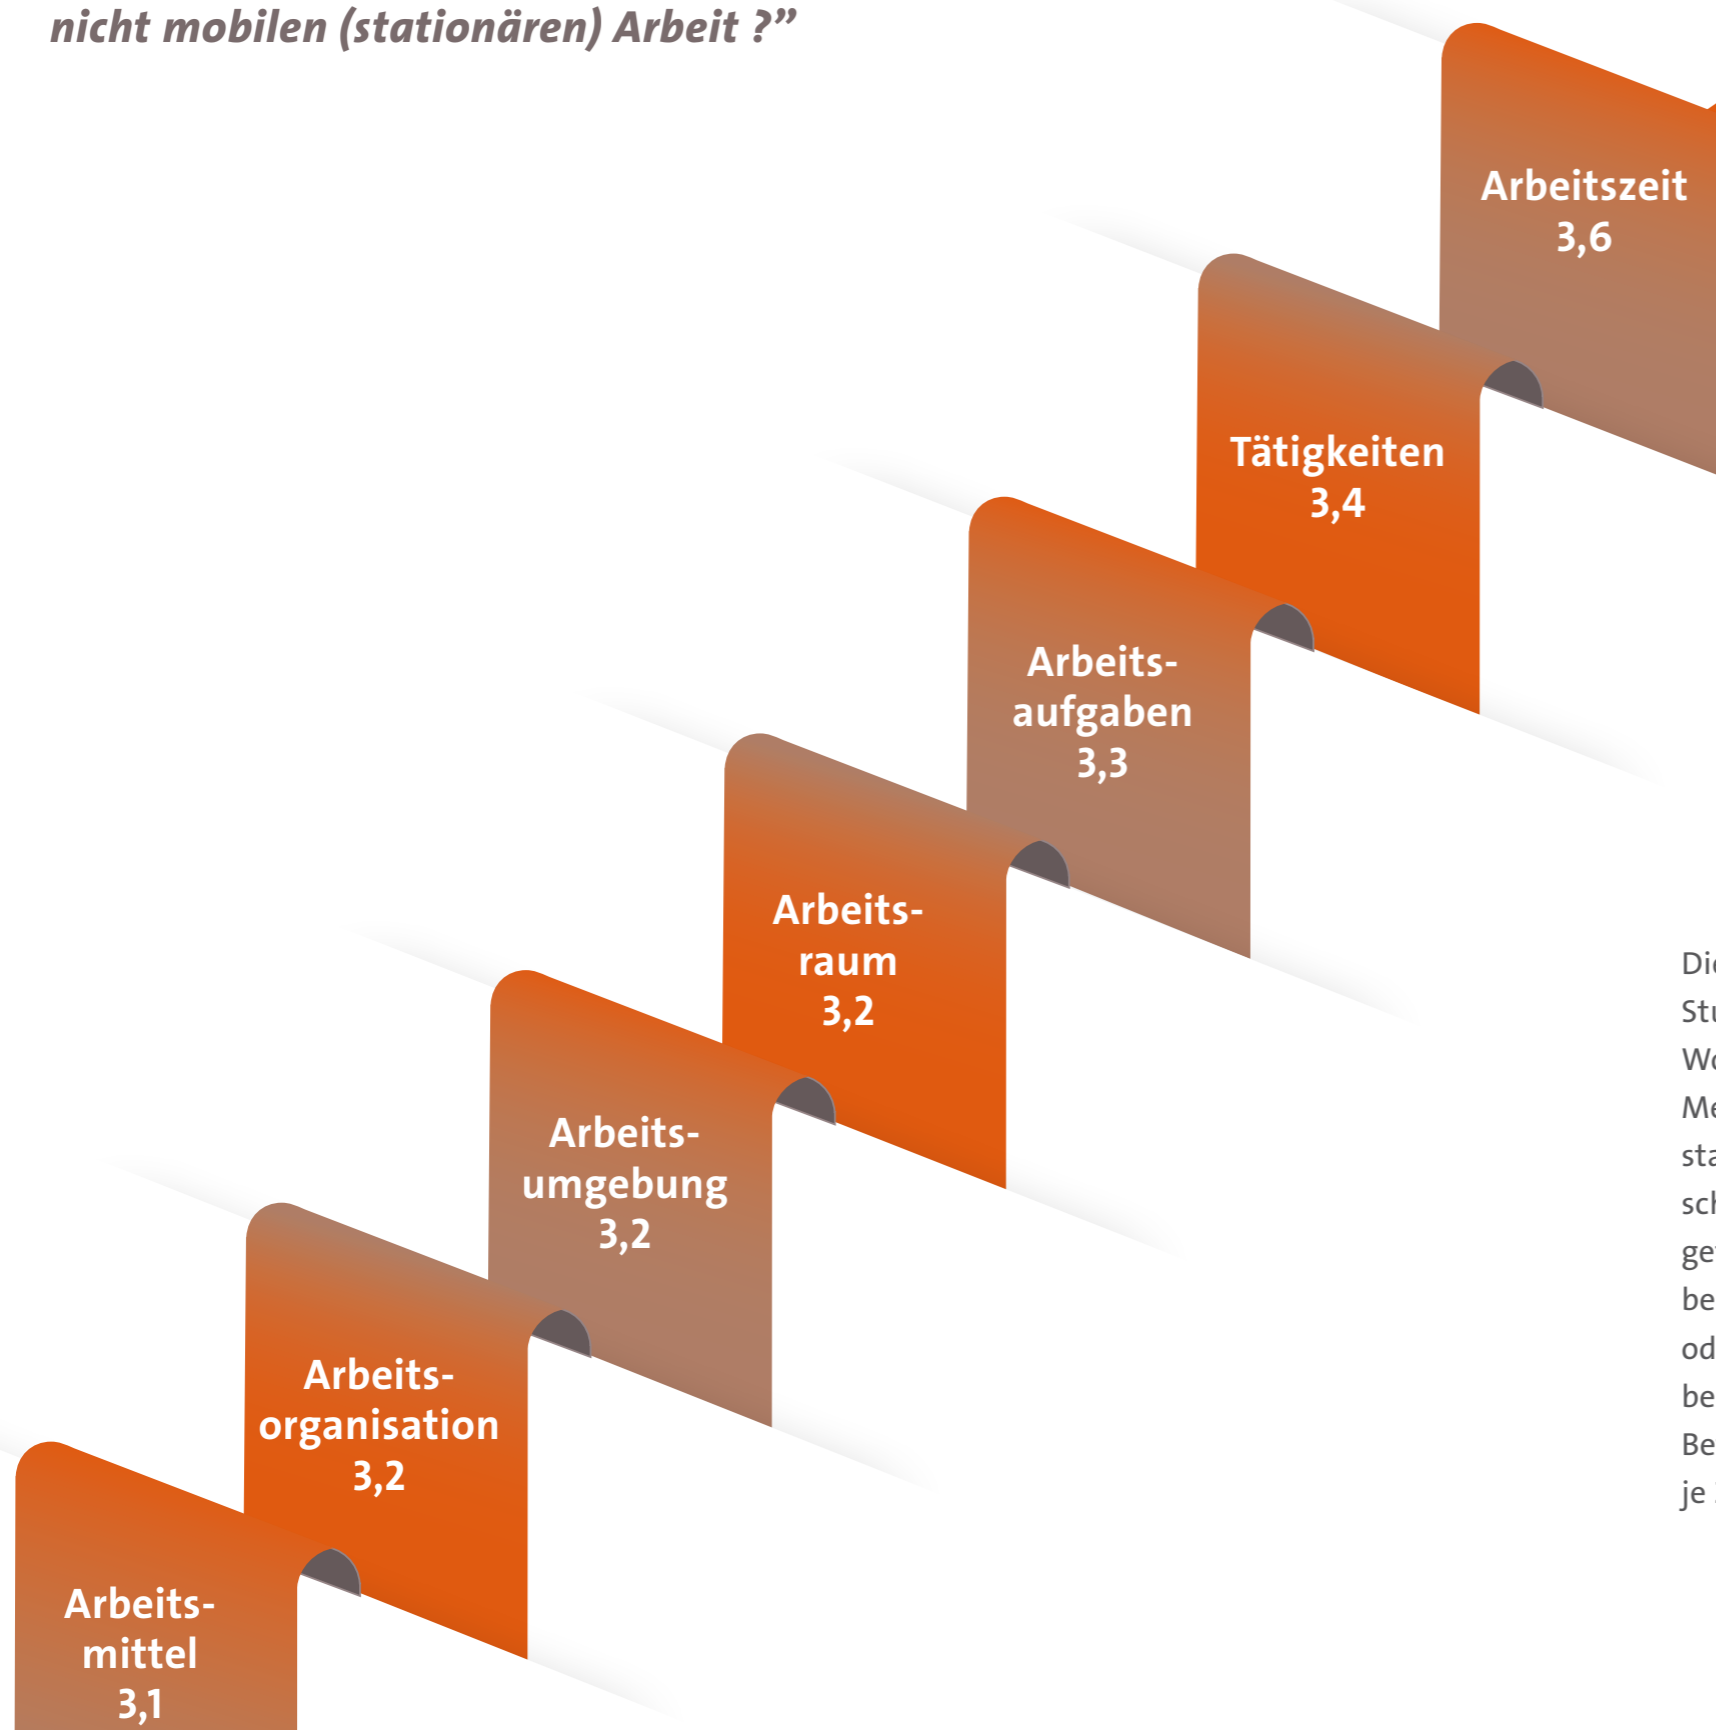 nicht mobilen (stationären) Arbeit ?”
Arbeitszeit
3,6
Tätigkeiten
3,4
Arbeits-
aufgaben
3,3
Arbeits-
raum
3,2
Arbeits-
umgebung
3,2
Arbeits-
organisation
3,2
Arbeits-
mittel
3,1
je